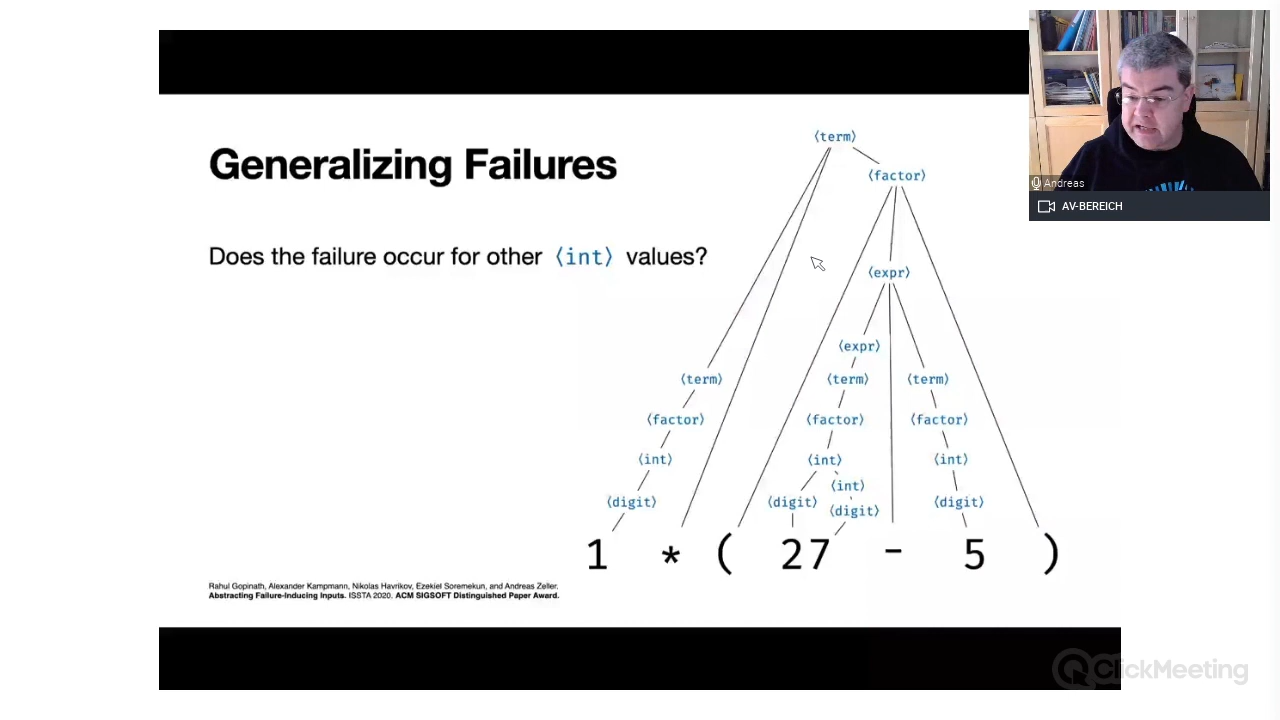 Generalizing Failures
Does the failure occur for other ⟨int⟩ values?
⟨term⟩
⟨factor⟩
⟨expr⟩
⟨expr⟩
⟨term⟩ ⟨term⟩ ⟨term⟩
⟨factor⟩ ⟨factor⟩ ⟨factor⟩
⟨int⟩ ⟨int⟩ ⟨int⟩
⟨int⟩
⟨digit⟩ ⟨digit⟩ ⟨digit⟩
⟨digit⟩
1 * ( 27 - 5 )
Rahul Gopinath, Alexander Kampmann, Nikolas Havrikov, Ezekiel Soremekun, and Andreas Zeller.
Abstracting Failure-Inducing Inputs. ISSTA 2020. ACM SIGSOFT Distinguished Paper Award.
Andreas
AV-BEREICH
ClickMeeting